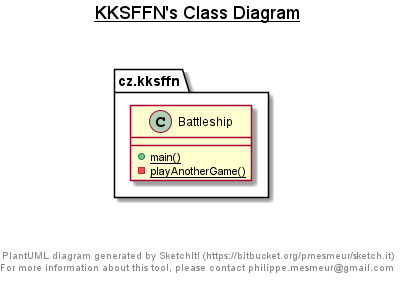 KKSFFN's Class Diagram
cz.kksffn
C Battleship
main()
playAnotherGame()
PlantUML diagram generated by SketchIt! (https://bitbucket.org/pmesmeur/sketch.it)
For more information about this tool, please contact philippe.mesmeur@gmail.com